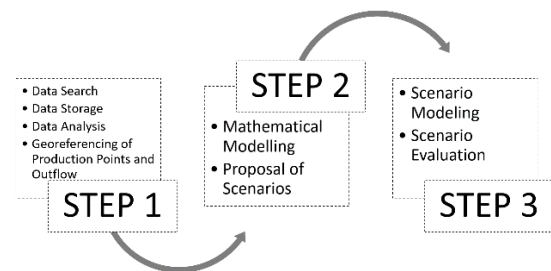 • Data Search
• Data Storage
• Data Analysis
• Georeferencing of
Production Points and
Outflow
STEP 1
STEP 2
• Mathematical
Modelling
• Proposal of
Scenarios
• Scenario
Modeling
• Scenario
Evaluation
STEP 3